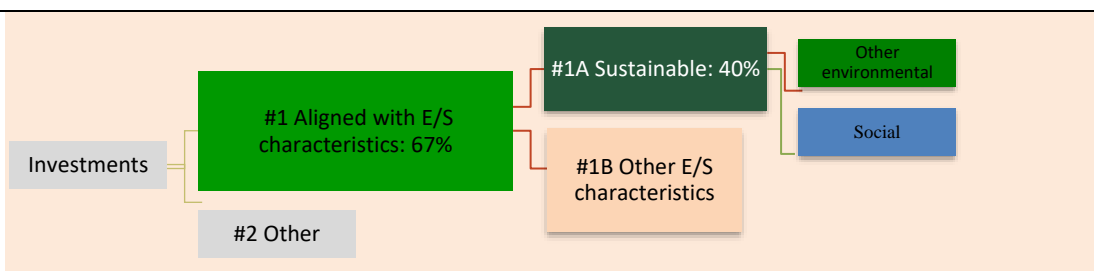 Investments
#1 Aligned with E/S
characteristics: 67%
#2 Other
#1A Sustainable: 40%
#1B Other E/S
characteristics
Other
environmental
Social